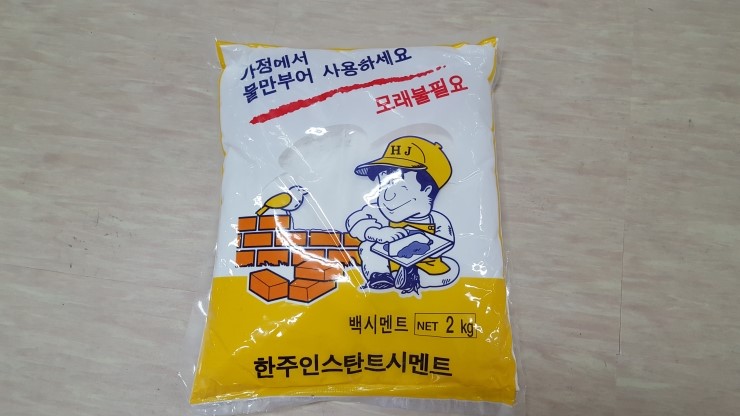 가정에서
물만부어 사용하세요
모래불필요
HJ
백시멘트 NET 2 kg
한주인스탄트시멘트